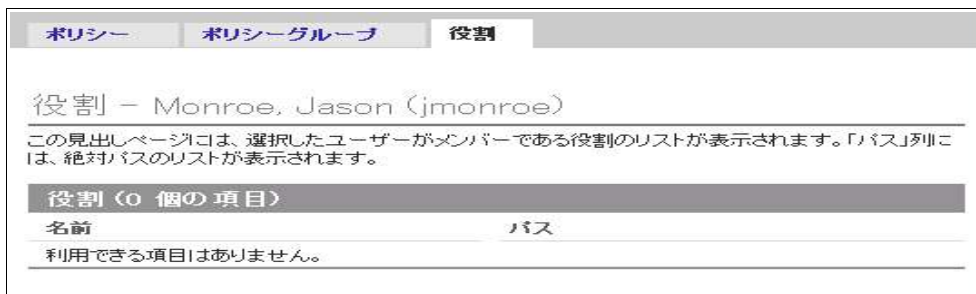 ポリシー ポリシーグループ 役割
役割 - Monroe, Jason (jmonroe)
この見出しページには、選択したユーザーがメンバーである役割のリストが表示されます。「パス」列に
は、絶対パスのリストが表示されます。
役割 (0 個の項目)
名前 パス
利用できる項目はありません。